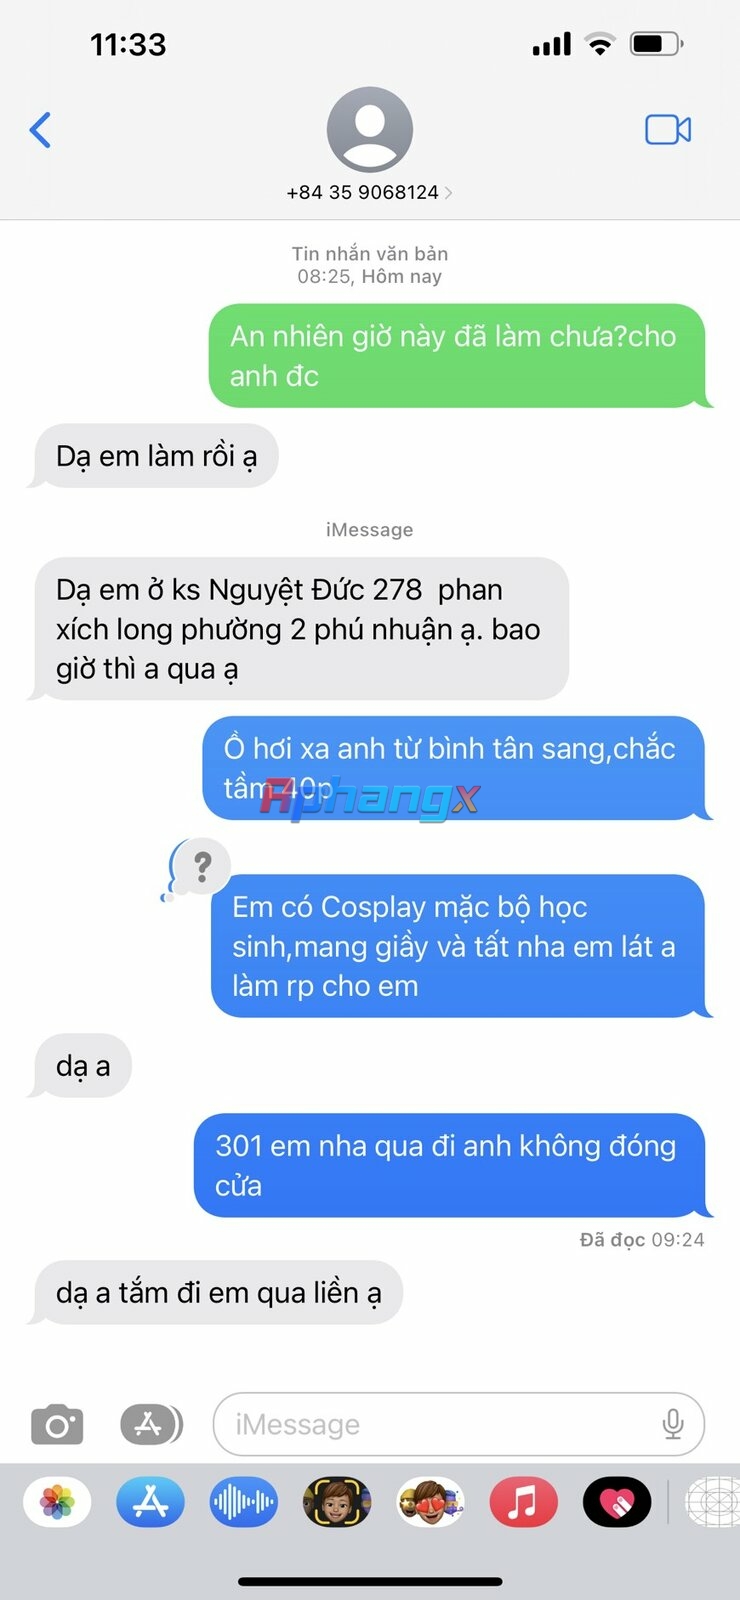 11:33
+84 35 9068124
Tin nhắn văn bản
08:25, Hôm nay
An nhiên giờ này đã làm chưa?cho
anh đc
Dạ em làm rồi ạ
iMessage
Dạ em ở ks Nguyệt Đức 278 phan
xích long phường 2 phú nhuận ạ. bao
giờ thì a qua ạ
Ồ hơi xa anh từ bình tân sang,chắc
tầm 40p
Rphangx
?
Em có Cosplay mặc bộ học
sinh,mang giầy và tất nha em lát a
làm rp cho em
dạ a
301 em nha qua đi anh không đóng
cửa
Đã đọc 09:24
dạ a tắm đi em qua liền ạ
iMessage